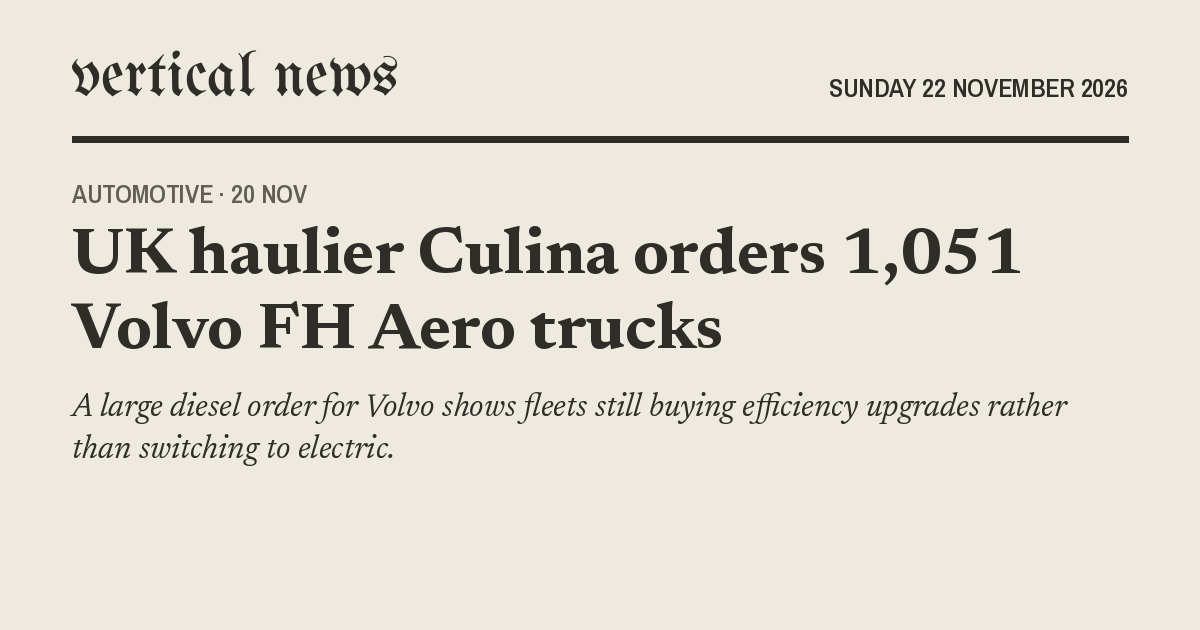 vertical news
SUNDAY 22 NOVEMBER 2026
AUTOMOTIVE · 20 NOV
UK haulier Culina orders 1,051
Volvo FH Aero trucks
A large diesel order for Volvo shows fleets still buying efficiency upgrades rather
than switching to electric.